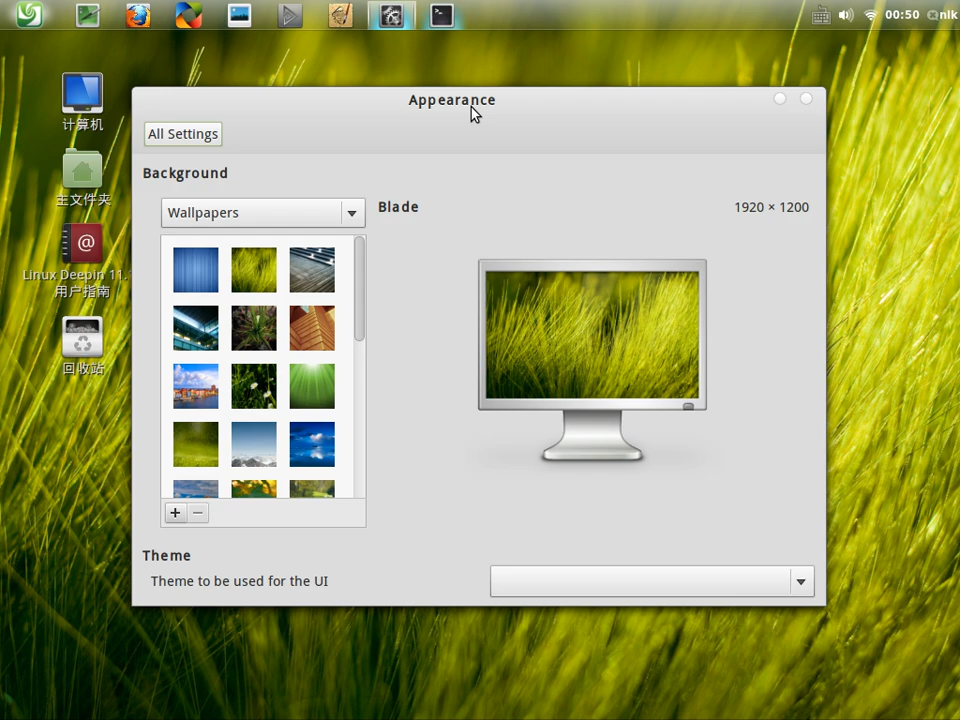 00:50 nik
计算机
主文件夹
Linux Deepin 11.
用户指南
回收站
Appearance
All Settings
Background
Wallpapers
Blade
1920 × 1200
Theme
Theme to be used for the UI